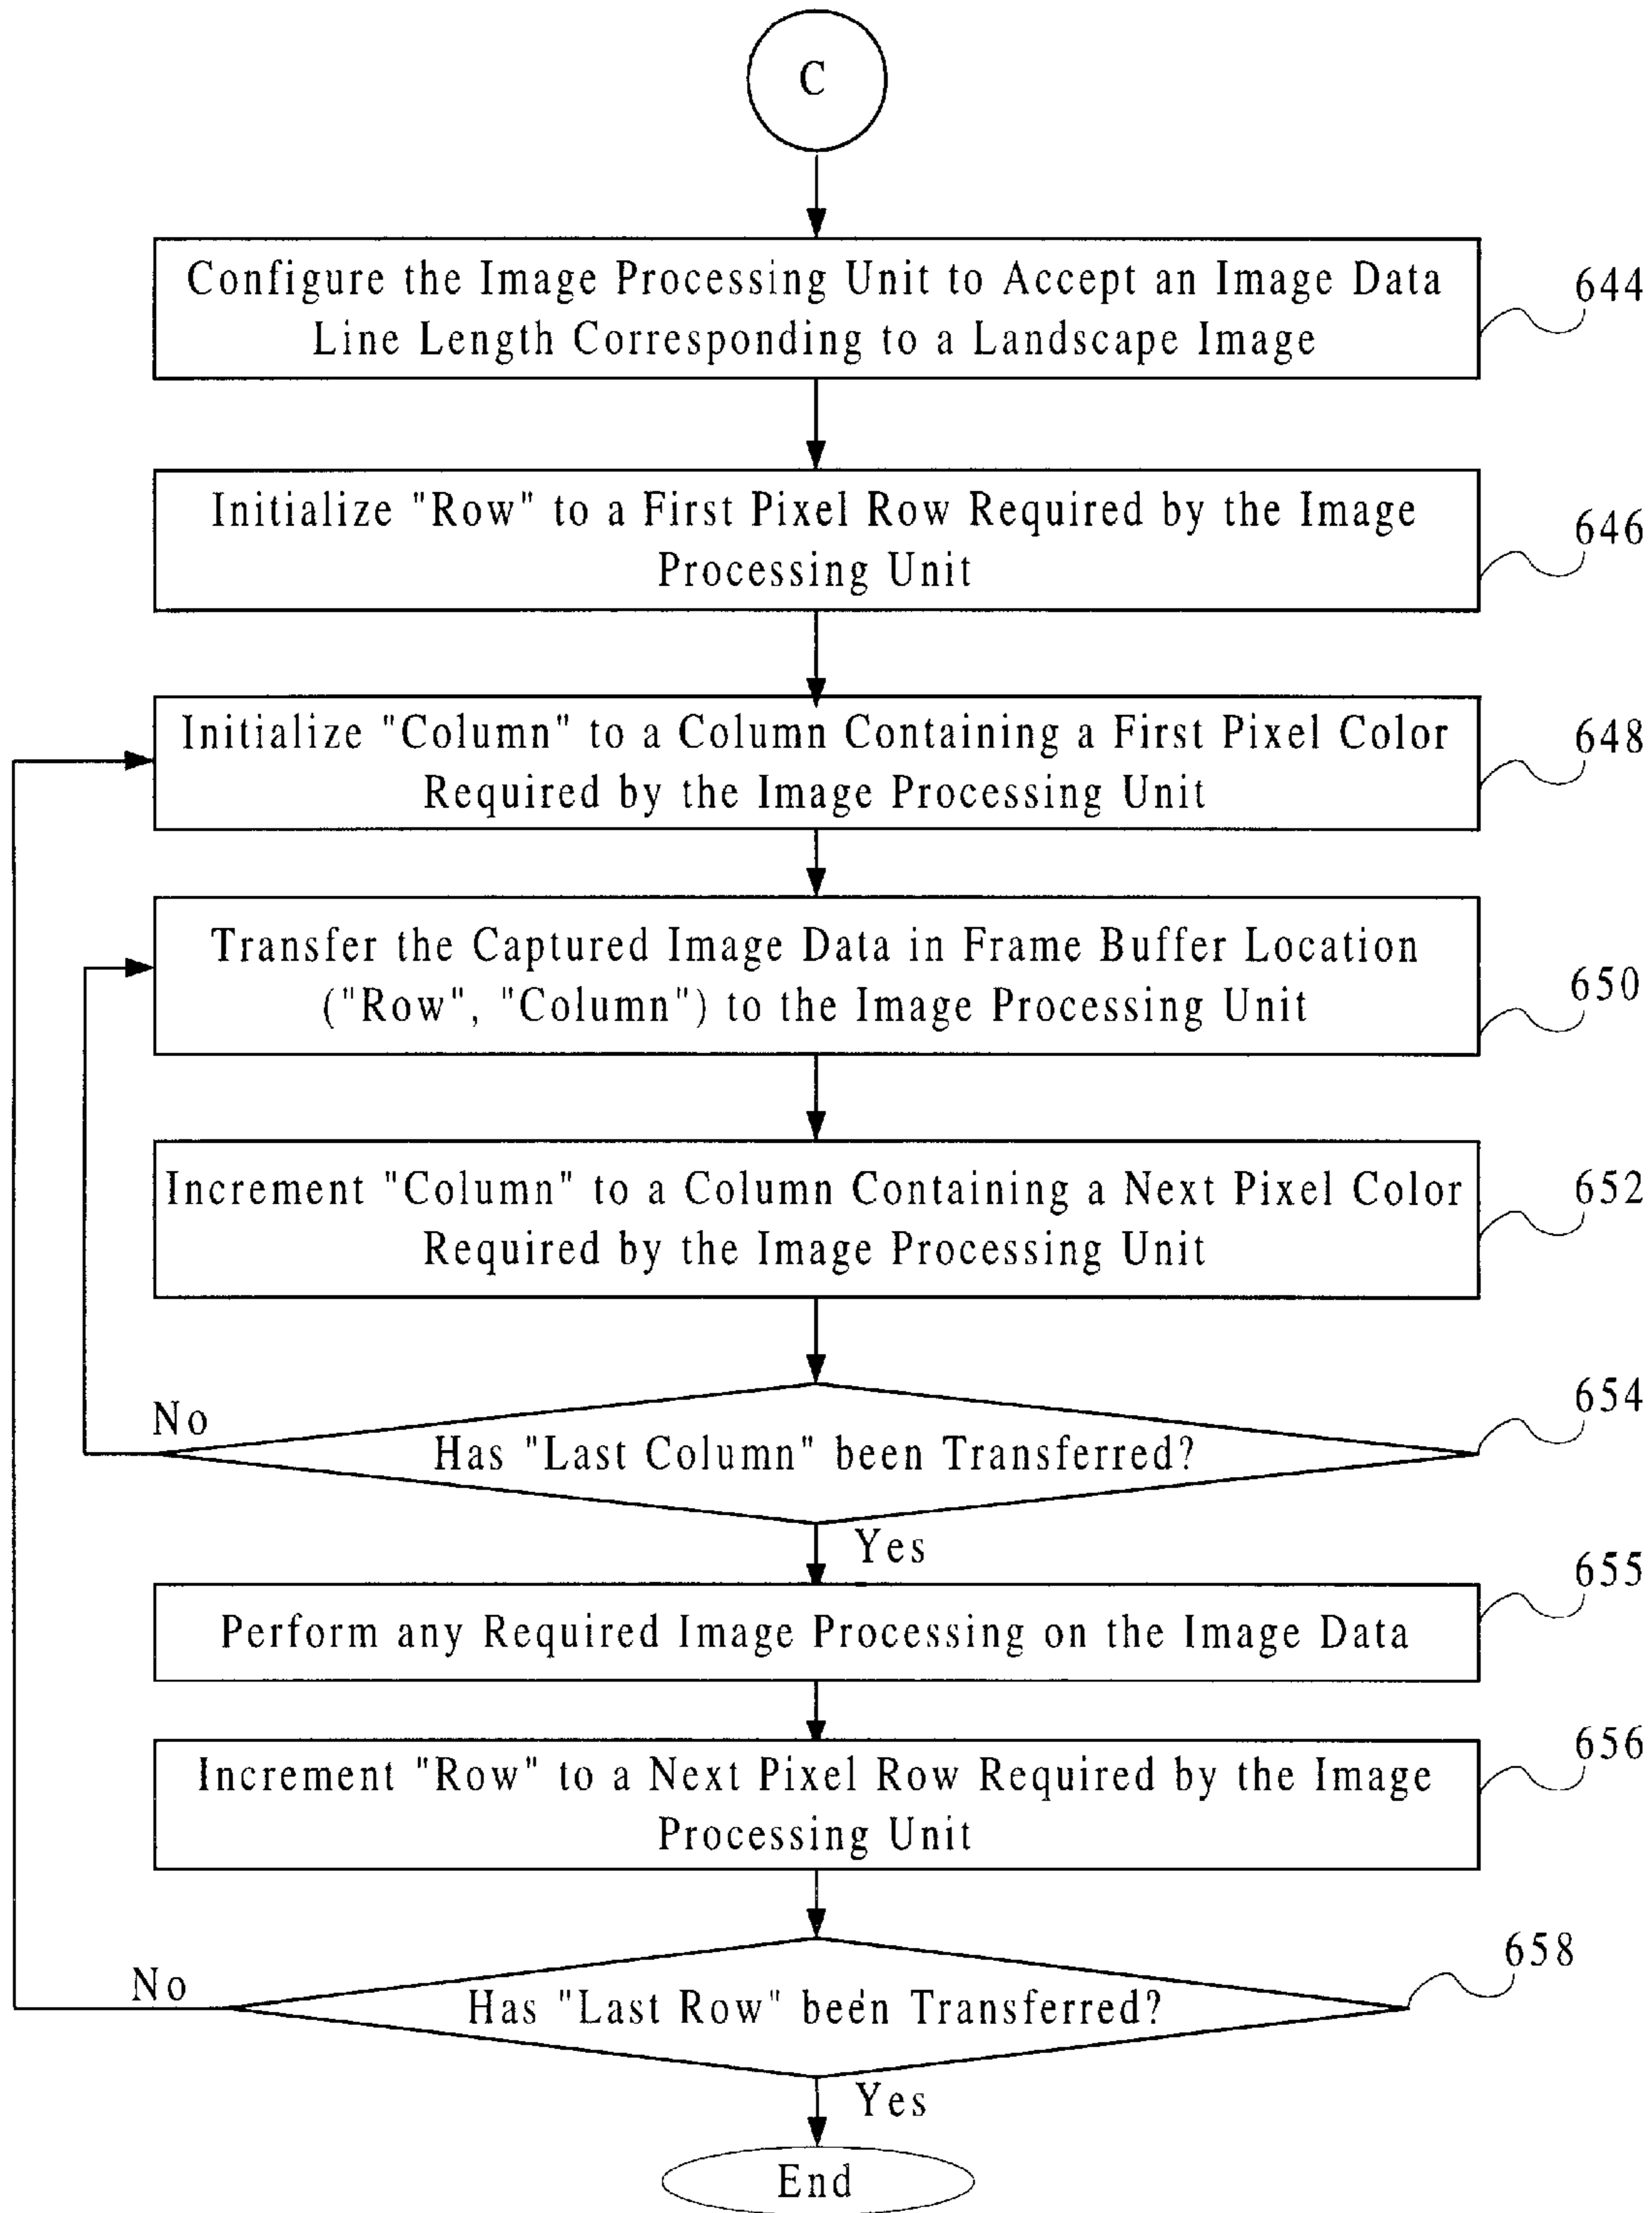 C
Configure the Image Processing Unit to Accept an Image Data
Line Length Corresponding to a Landscape Image
644
Initialize "Row" to a First Pixel Row Required by the Image
Processing Unit
646
Initialize "Column" to a Column Containing a First Pixel Color
Required by the Image Processing Unit
648
Transfer the Captured Image Data in Frame Buffer Location
("Row", "Column") to the Image Processing Unit
650
Increment "Column" to a Column Containing a Next Pixel Color
Required by the Image Processing Unit
652
No
Has "Last Column" been Transferred?
654
Yes
Perform any Required Image Processing on the Image Data
655
Increment "Row" to a Next Pixel Row Required by the Image
Processing Unit
656
No
Has "Last Row" been Transferred?
658
Yes
End